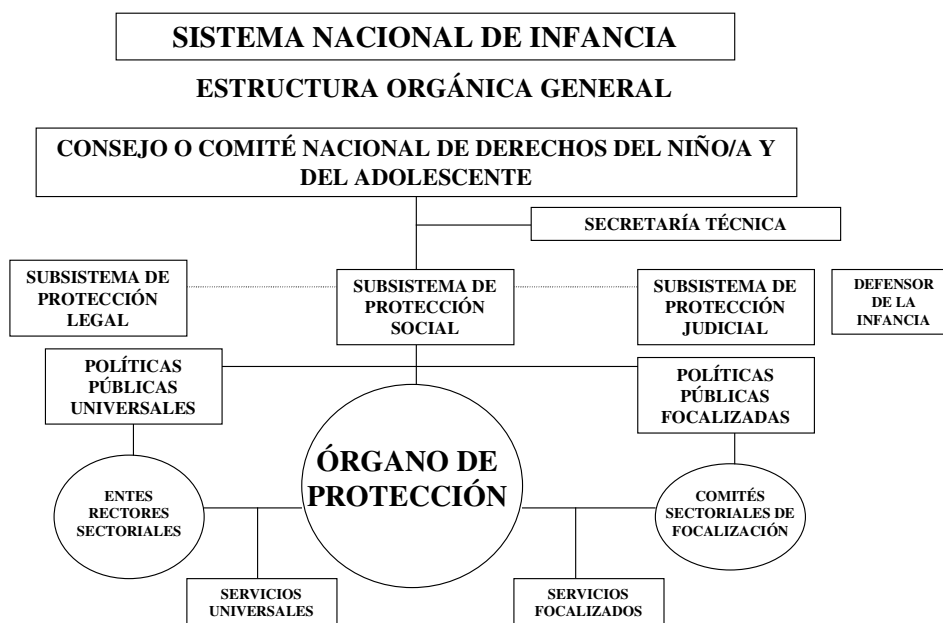 SISTEMA NACIONAL DE INFANCIA
ESTRUCTURA ORGÁNICA GENERAL
CONSEJO O COMITÉ NACIONAL DE DERECHOS DEL NIÑO/A Y
DEL ADOLESCENTE
SECRETARÍA TÉCNICA
SUBSISTEMA DE
PROTECCIÓN
LEGAL
SUBSISTEMA DE
PROTECCIÓN
SOCIAL
SUBSISTEMA DE
PROTECCIÓN
JUDICIAL
DEFENSOR
DE LA
INFANCIA
POLÍTICAS
PÚBLICAS
UNIVERSALES
POLÍTICAS
PÚBLICAS
FOCALIZADAS
ÓRGANO DE
PROTECCIÓN
ENTES
RECTORES
SECTORIALES
COMITÉS
SECTORIALES DE
FOCALIZACIÓN
SERVICIOS
UNIVERSALES
SERVICIOS
FOCALIZADOS